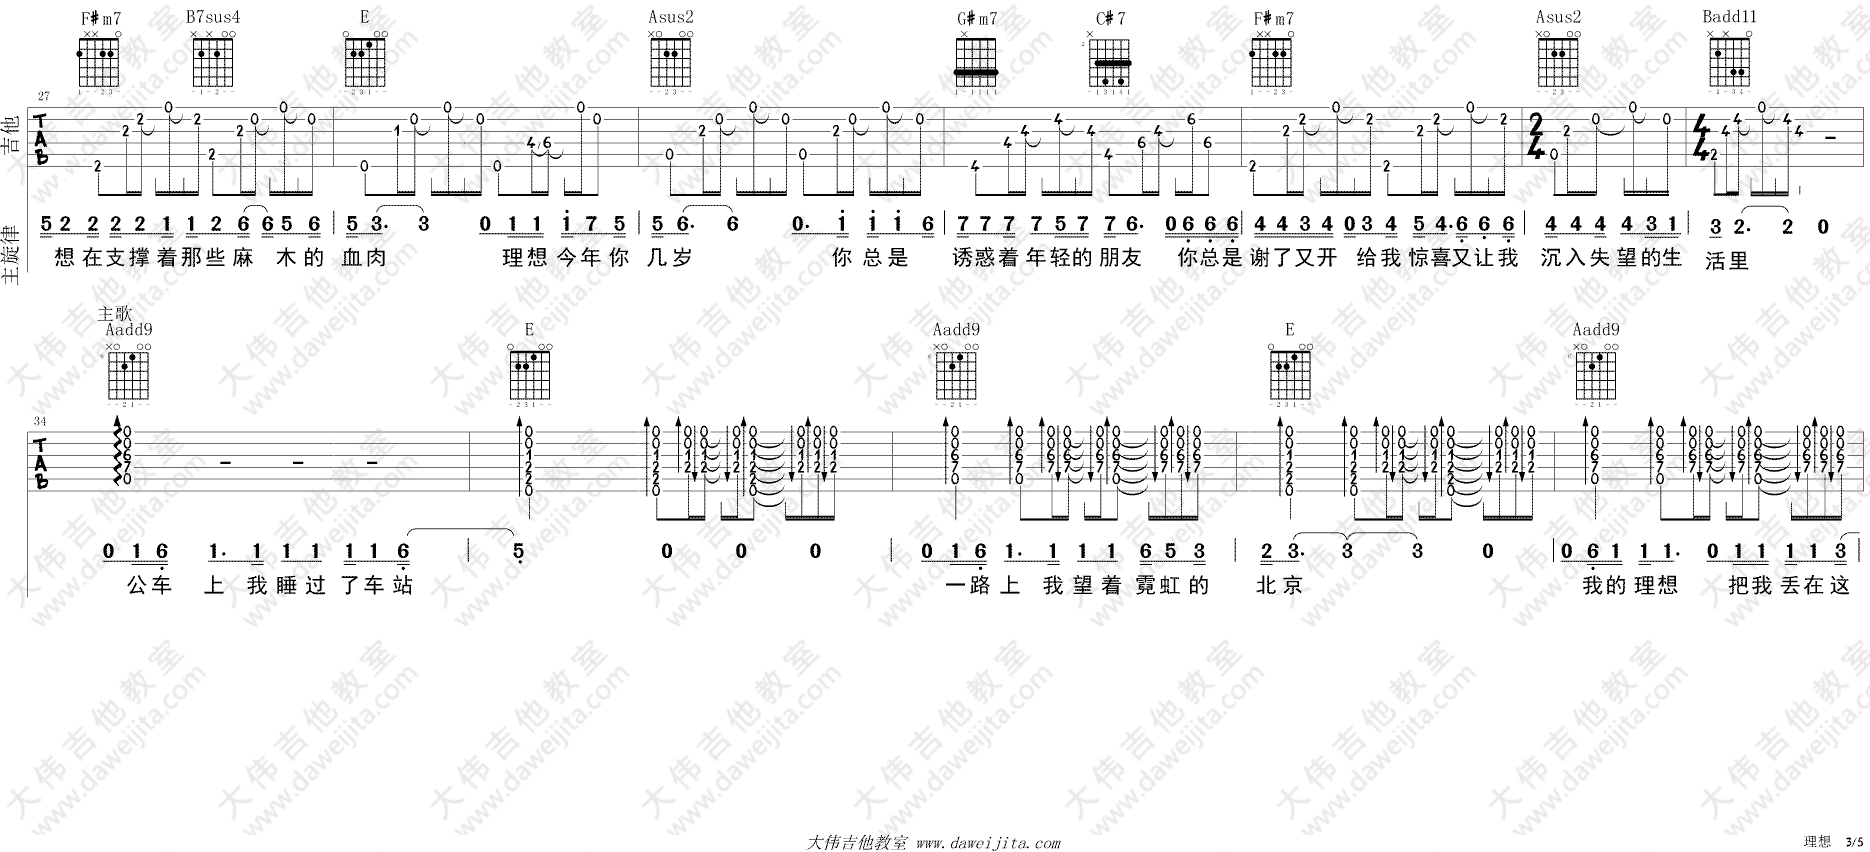 F♯m7 B7sus4 E Asus2 G♯m7 C♯7 F♯m7 Asus2 Badd11
27
吉他
TAB
2/4 4/4
主旋律
5 2 2 2 2 1 1 2 6 6 5 6 | 5 3. 3 0 1 1 1 7 5 | 5 6. 6 0. 1 1 1 6 | 7 7 7 7 5 7 7 6. 0 6 6 6 | 4 4 3 4 0 3 4 5 4. 6 6 6 | 4 4 4 4 3 1 | 3 2. 2 0
想在支撑着那些麻木的血肉 理想今年你几岁 你总是诱惑着年轻的朋友 你总是谢了又开 给我惊喜又让我沉入失望的生活里
主歌
Aadd9 E Aadd9 E Aadd9
34
TAB
0 1 6 1. 1 1 1 1 1 6 | 5 0 0 0 | 0 1 6 1. 1 1 1 6 5 3 | 2 3. 3 3 0 | 0 6 1 1 1. 0 1 1 1 1 3
公车上我睡过了车站 一路上我望着霓虹的北京 我的理想 把我丢在这
大伟吉他教室 www.daweijita.com
理想 3/5